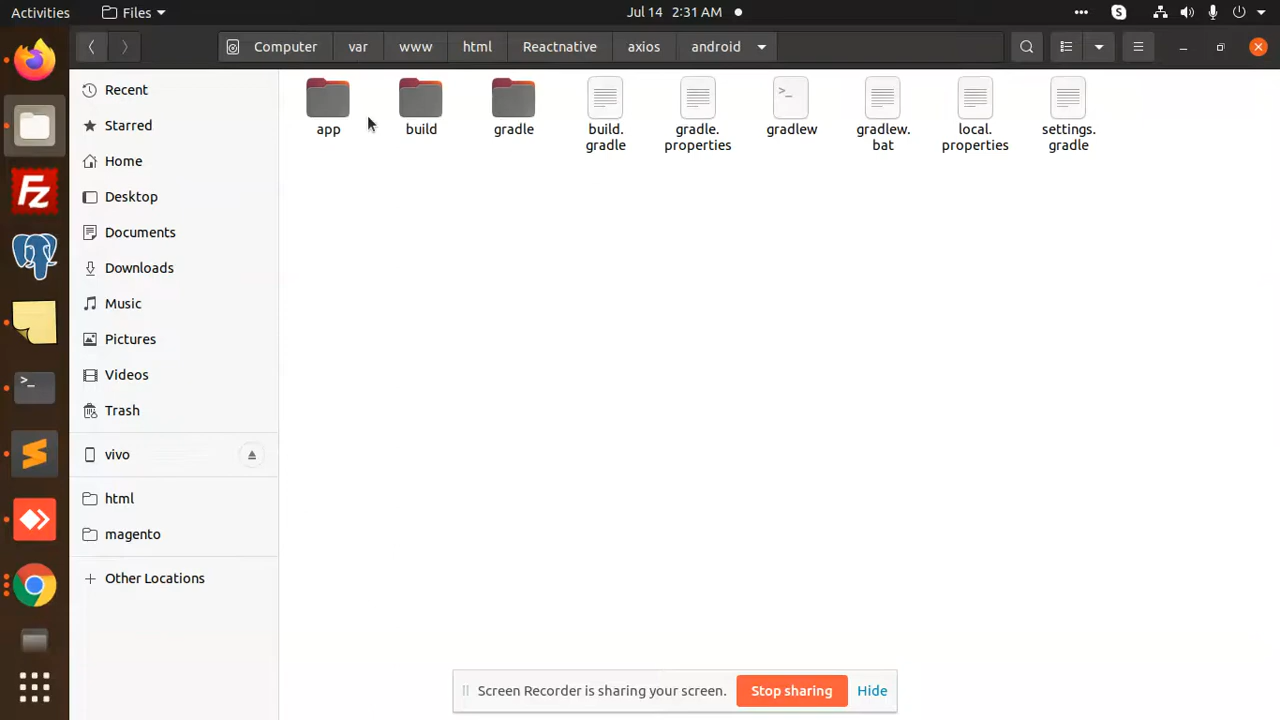 Activities
Files
Jul 14 2:31 AM
Computer
var
www
html
Reactnative
axios
android
Recent
Starred
Home
Desktop
Documents
Downloads
Music
Pictures
Videos
Trash
vivo
html
magento
Other Locations
app
build
gradle
build.
gradle
gradle.
properties
gradlew
gradlew.
bat
local.
properties
settings.
gradle
Screen Recorder is sharing your screen.
Stop sharing
Hide